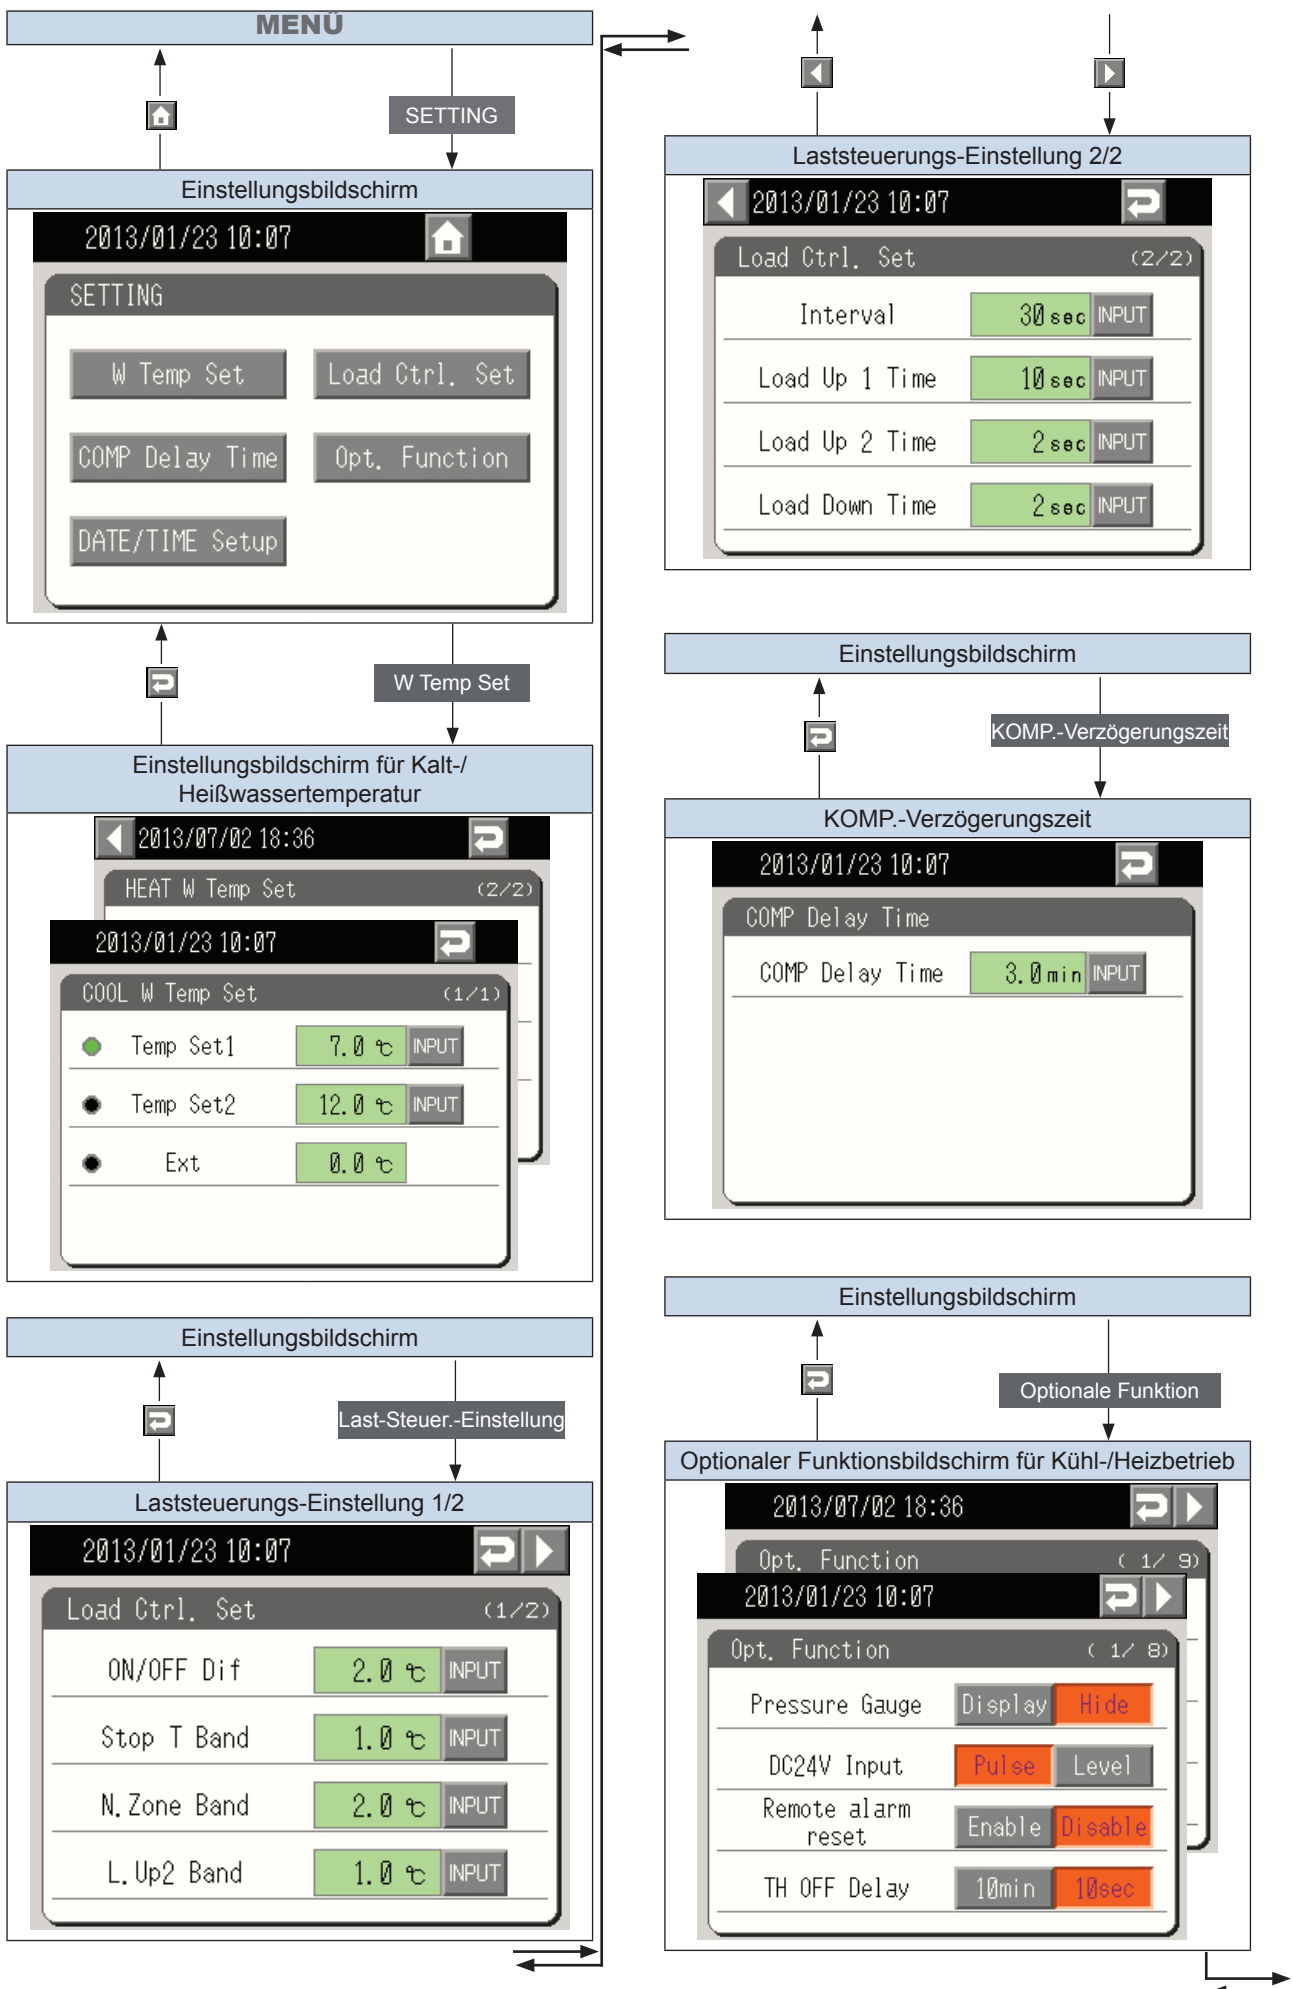 MENÜ
SETTING
Einstellungsbildschirm
2013/01/23 10:07
SETTING
W Temp Set
Load Ctrl. Set
COMP Delay Time
Opt. Function
DATE/TIME Setup
W Temp Set
Einstellungsbildschirm für Kalt-/
Heißwassertemperatur
2013/07/02 18:36
HEAT W Temp Set (2/2)
2013/01/23 10:07
COOL W Temp Set (1/1)
Temp Set1 7.0 ℃ INPUT
Temp Set2 12.0 ℃ INPUT
Ext 0.0 ℃
Einstellungsbildschirm
Last-Steuer.-Einstellung
Laststeuerungs-Einstellung 1/2
2013/01/23 10:07
Load Ctrl. Set (1/2)
ON/OFF Dif 2.0 ℃ INPUT
Stop T Band 1.0 ℃ INPUT
N.Zone Band 2.0 ℃ INPUT
L.Up2 Band 1.0 ℃ INPUT
Laststeuerungs-Einstellung 2/2
2013/01/23 10:07
Load Ctrl. Set (2/2)
Interval 30 sec INPUT
Load Up 1 Time 10 sec INPUT
Load Up 2 Time 2 sec INPUT
Load Down Time 2 sec INPUT
Einstellungsbildschirm
KOMP.-Verzögerungszeit
KOMP.-Verzögerungszeit
2013/01/23 10:07
COMP Delay Time
COMP Delay Time 3.0 min INPUT
Einstellungsbildschirm
Optionale Funktion
Optionaler Funktionsbildschirm für Kühl-/Heizbetrieb
2013/07/02 18:36
Opt. Function ( 1/ 9)
2013/01/23 10:07
Opt. Function ( 1/ 8)
Pressure Gauge Display Hide
DC24V Input Pulse Level
Remote alarm
reset Enable Disable
TH OFF Delay 10min 10sec